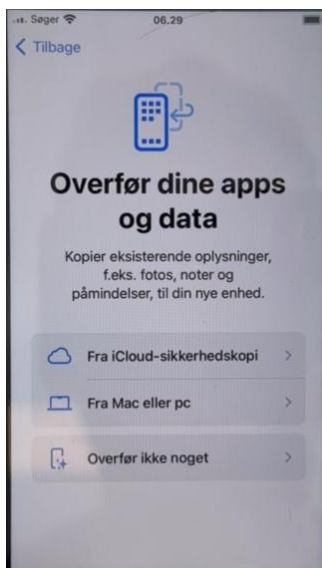 Søger 06.29
Tilbage
Overfør dine apps
og data
Kopier eksisterende oplysninger,
f.eks. fotos, noter og
påmindelser, til din nye enhed.
Fra iCloud-sikkerhedskopi
Fra Mac eller pc
Overfør ikke noget